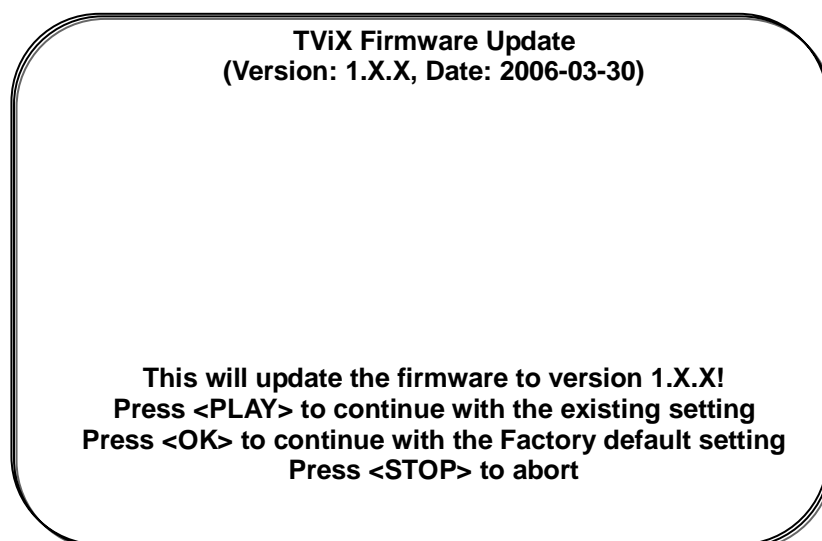 TViX Firmware Update
(Version: 1.X.X, Date: 2006-03-30)
This will update the firmware to version 1.X.X!
Press <PLAY> to continue with the existing setting
Press <OK> to continue with the Factory default setting
Press <STOP> to abort